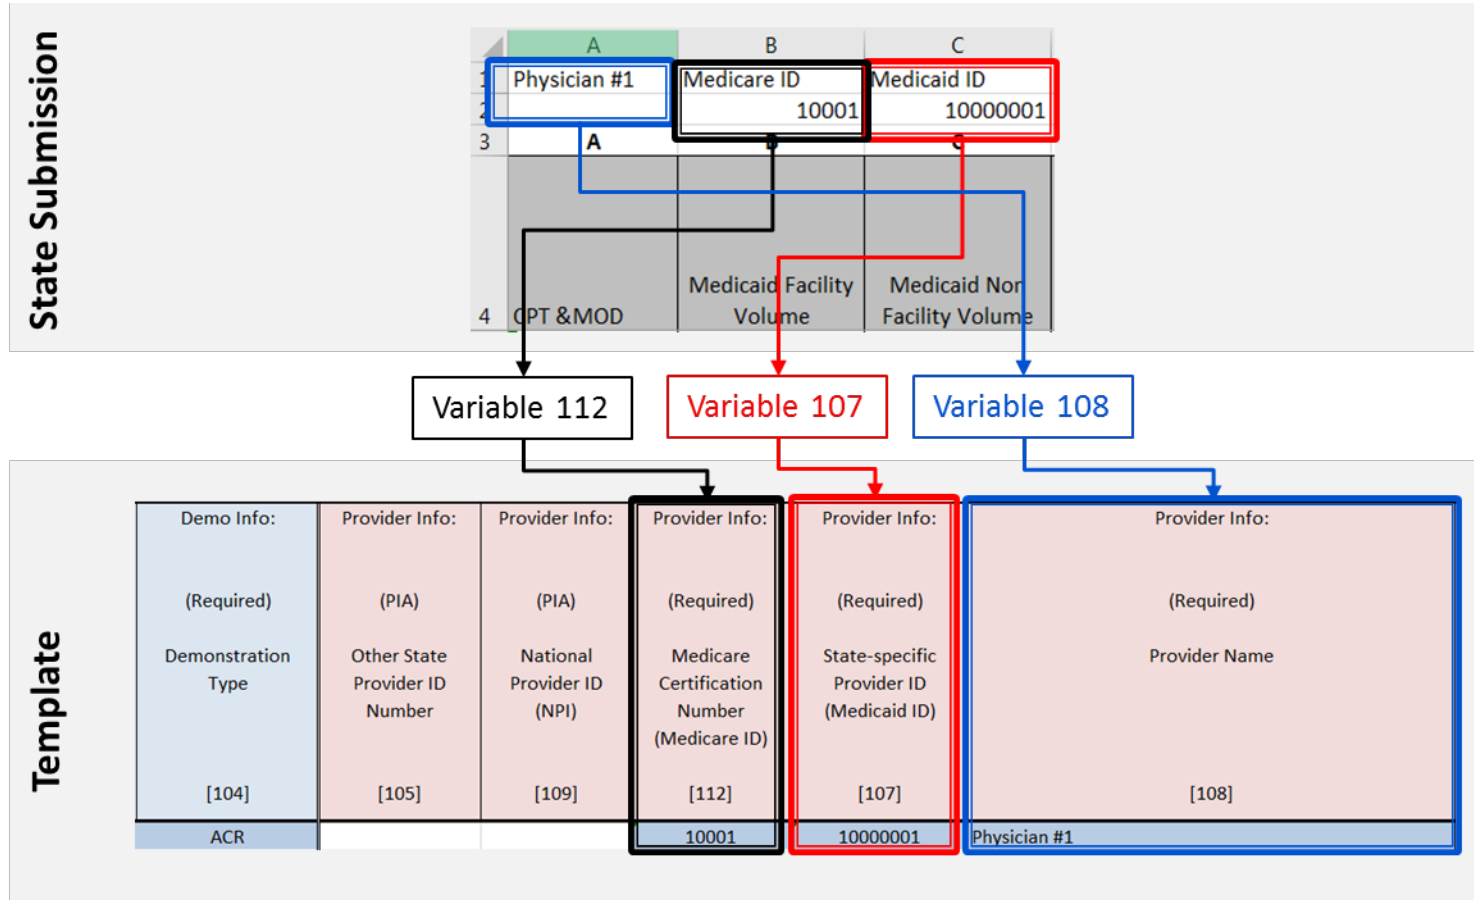 State Submission
A B C
1 Physician #1 Medicare ID Medicaid ID
2 10001 10000001
3 A B C
Medicaid Facility Medicaid Non
4 CPT &MOD Volume Facility Volume
Variable 112 Variable 107 Variable 108
Template
Demo Info: Provider Info: Provider Info: Provider Info: Provider Info: Provider Info:
(Required) (PIA) (PIA) (Required) (Required) (Required)
Demonstration Other State National Medicare State-specific Provider Name
Type Provider ID Provider ID Certification Provider ID
Number (NPI) Number (Medicaid ID)
(Medicare ID)
[104] [105] [109] [112] [107] [108]
ACR 10001 10000001 Physician #1